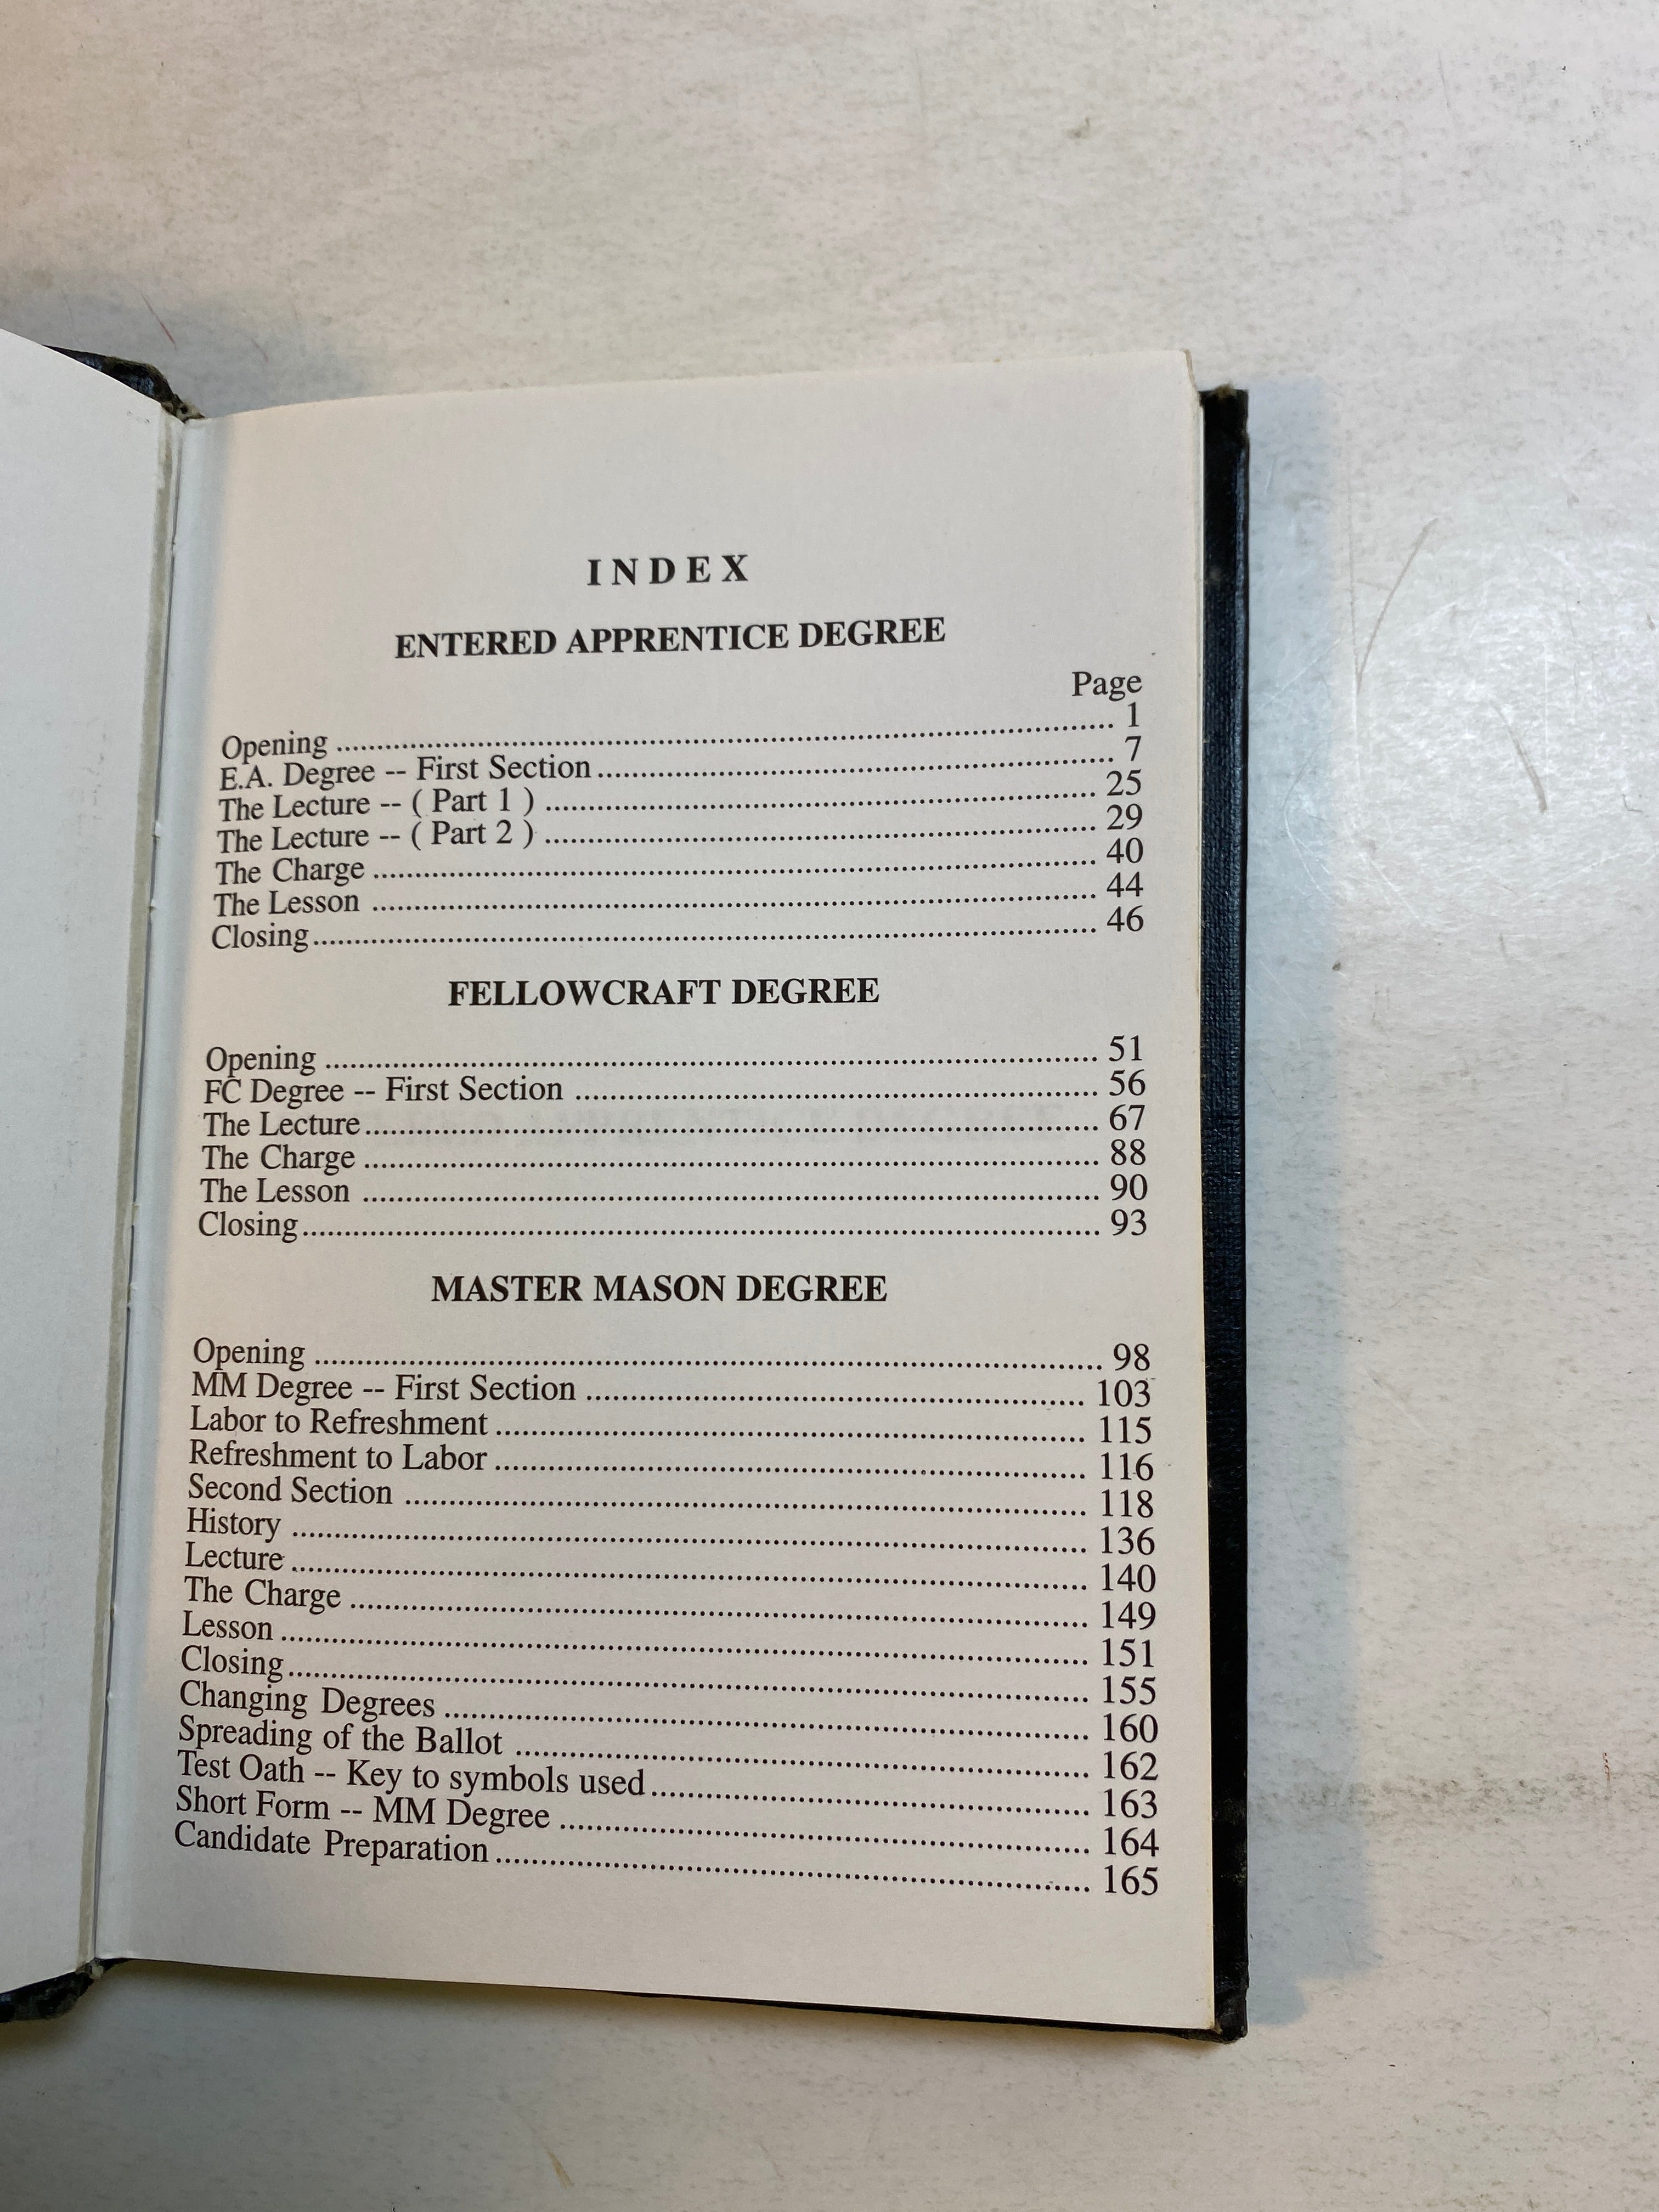 INDEX
ENTERED APPRENTICE DEGREE
Page
Opening ........ 1
E.A. Degree -- First Section ........ 7
The Lecture -- ( Part 1 ) ........ 25
The Lecture -- ( Part 2 ) ........ 29
The Charge ........ 40
The Lesson ........ 44
Closing ........ 46
FELLOWCRAFT DEGREE
Opening ........ 51
FC Degree -- First Section ........ 56
The Lecture ........ 67
The Charge ........ 88
The Lesson ........ 90
Closing ........ 93
MASTER MASON DEGREE
Opening ........ 98
MM Degree -- First Section ........ 103
Labor to Refreshment ........ 115
Refreshment to Labor ........ 116
Second Section ........ 118
History ........ 136
Lecture ........ 140
The Charge ........ 149
Lesson ........ 151
Closing ........ 155
Changing Degrees ........ 160
Spreading of the Ballot ........ 162
Test Oath -- Key to symbols used ........ 163
Short Form -- MM Degree ........ 164
Candidate Preparation ........ 165